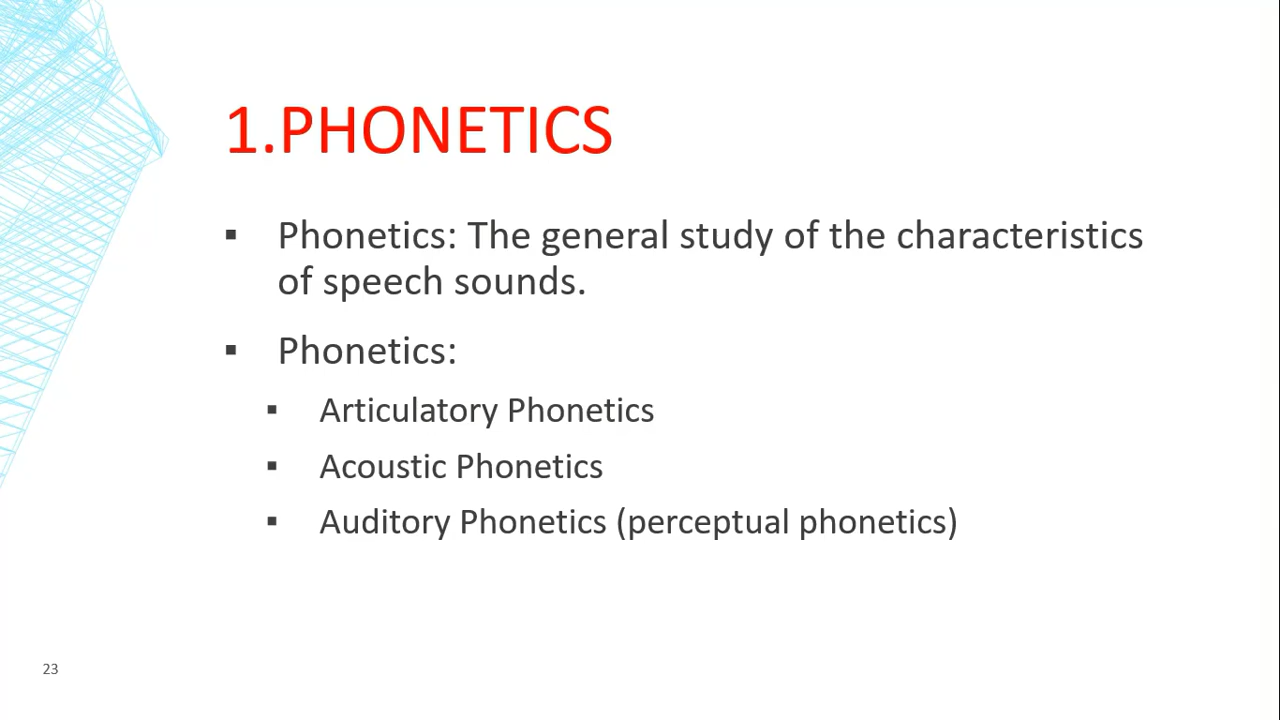 1.PHONETICS
▪ Phonetics: The general study of the characteristics
of speech sounds.
▪ Phonetics:
▪ Articulatory Phonetics
▪ Acoustic Phonetics
▪ Auditory Phonetics (perceptual phonetics)
23